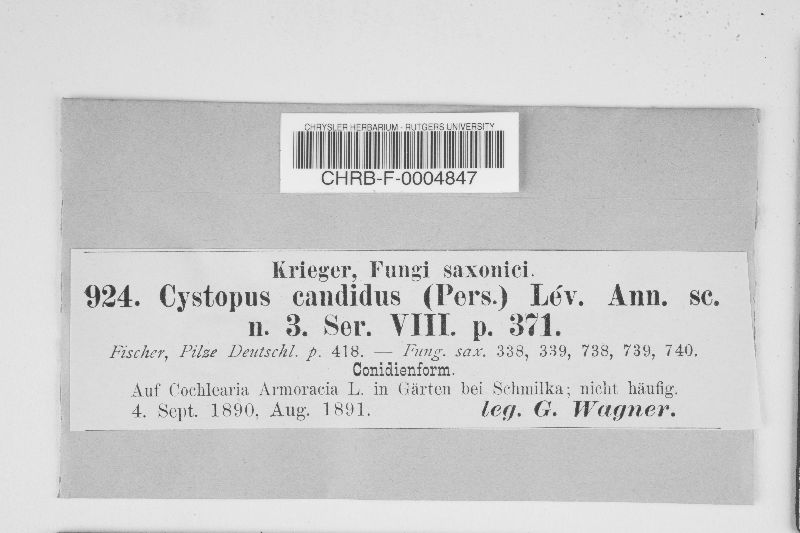 CHRYSLER HERBARIUM - RUTGERS UNIVERSITY
CHRB-F-0004847
Krieger, Fungi saxonici.
924. Cystopus candidus (Pers.) Lév. Ann. sc.
n. 3. Ser. VIII. p. 371.
Fischer, Pilze Deutschl. p. 418. — Fung. sax. 338, 339, 738, 739, 740.
Conidienform.
Auf Cochlearia Armoracia L. in Gärten bei Schmilka; nicht häufig.
4. Sept. 1890, Aug. 1891. leg. G. Wagner.